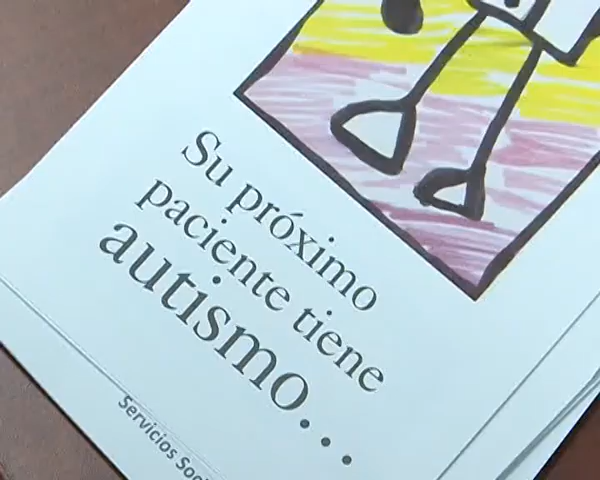 Su próximo
paciente tiene
autismo...
Servicios